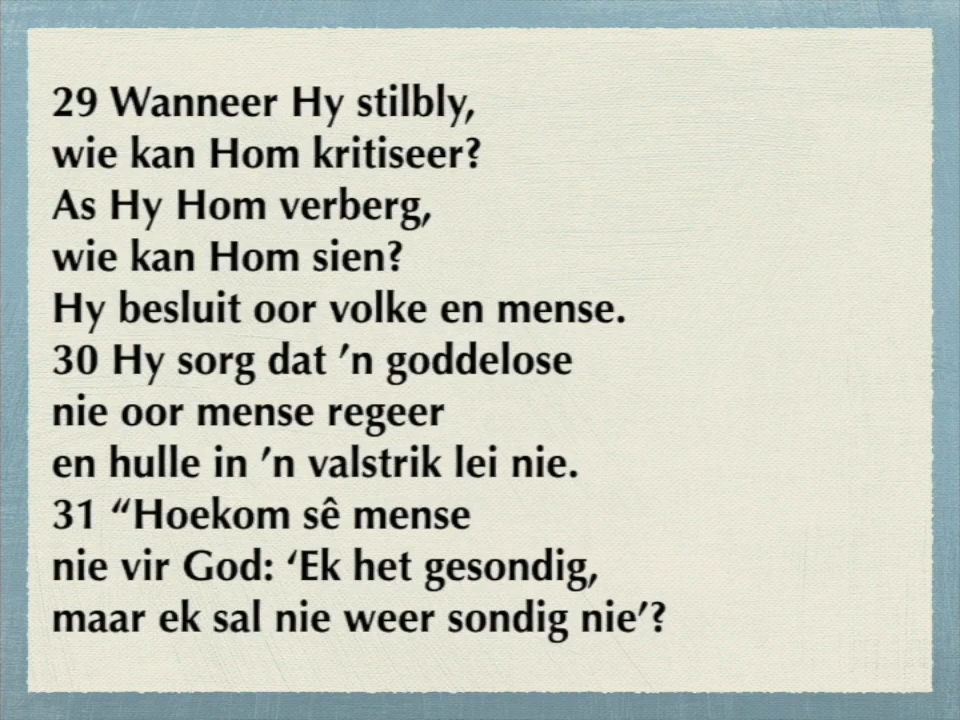 29 Wanneer Hy stilbly,
wie kan Hom kritiseer?
As Hy Hom verberg,
wie kan Hom sien?
Hy besluit oor volke en mense.
30 Hy sorg dat ’n goddelose
nie oor mense regeer
en hulle in ’n valstrik lei nie.
31 “Hoekom sê mense
nie vir God: ‘Ek het gesondig,
maar ek sal nie weer sondig nie’?